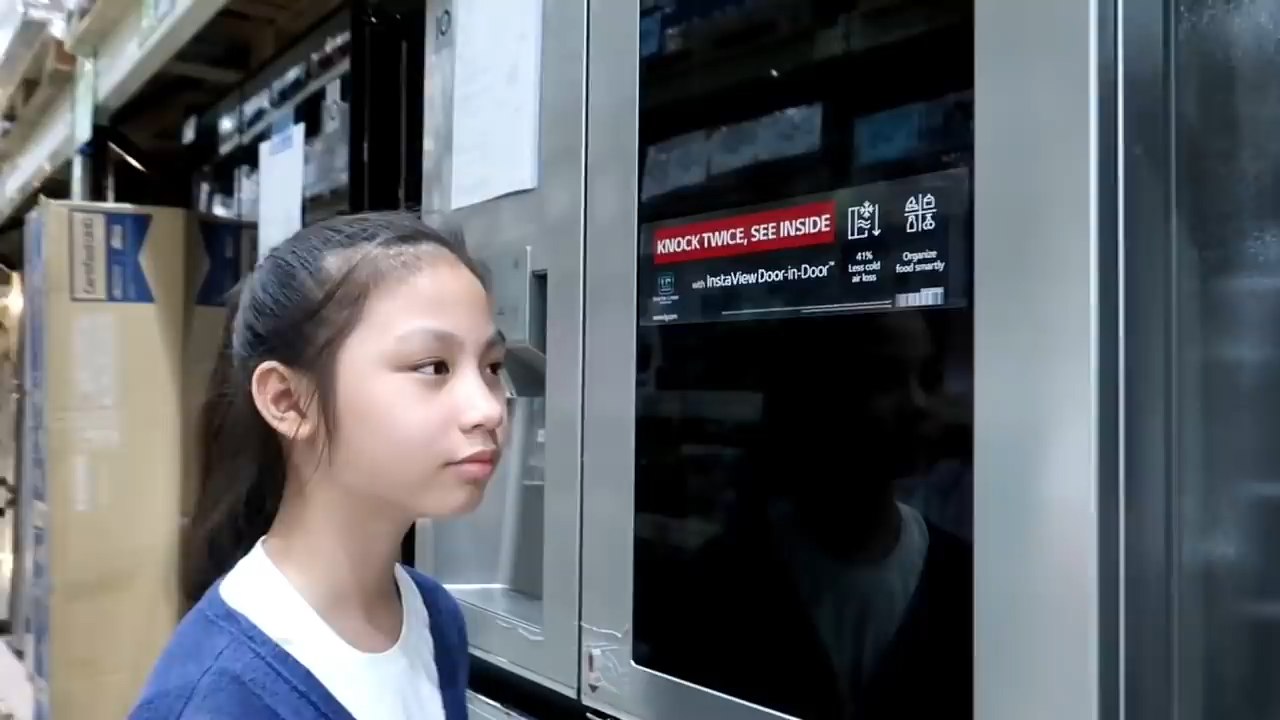 KNOCK TWICE, SEE INSIDE
with InstaView Door-in-Door™
41%
Less cold
air loss
Organize
food smartly